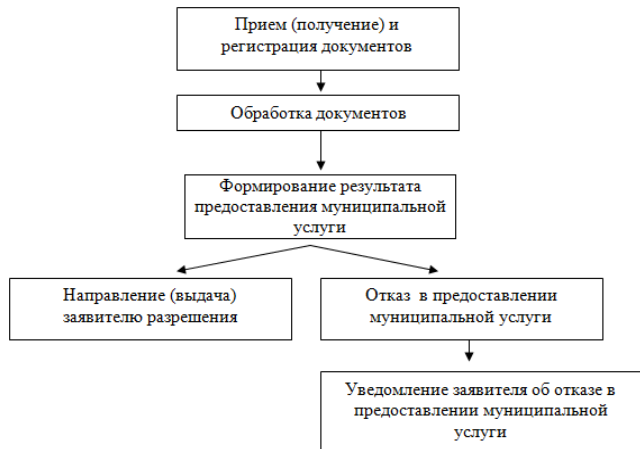 Прием (получение) и
регистрация документов
Обработка документов
Формирование результата
предоставления муниципальной
услуги
Направление (выдача)
заявителю разрешения
Отказ в предоставлении
муниципальной услуги
Уведомление заявителя об отказе в
предоставлении муниципальной
услуги